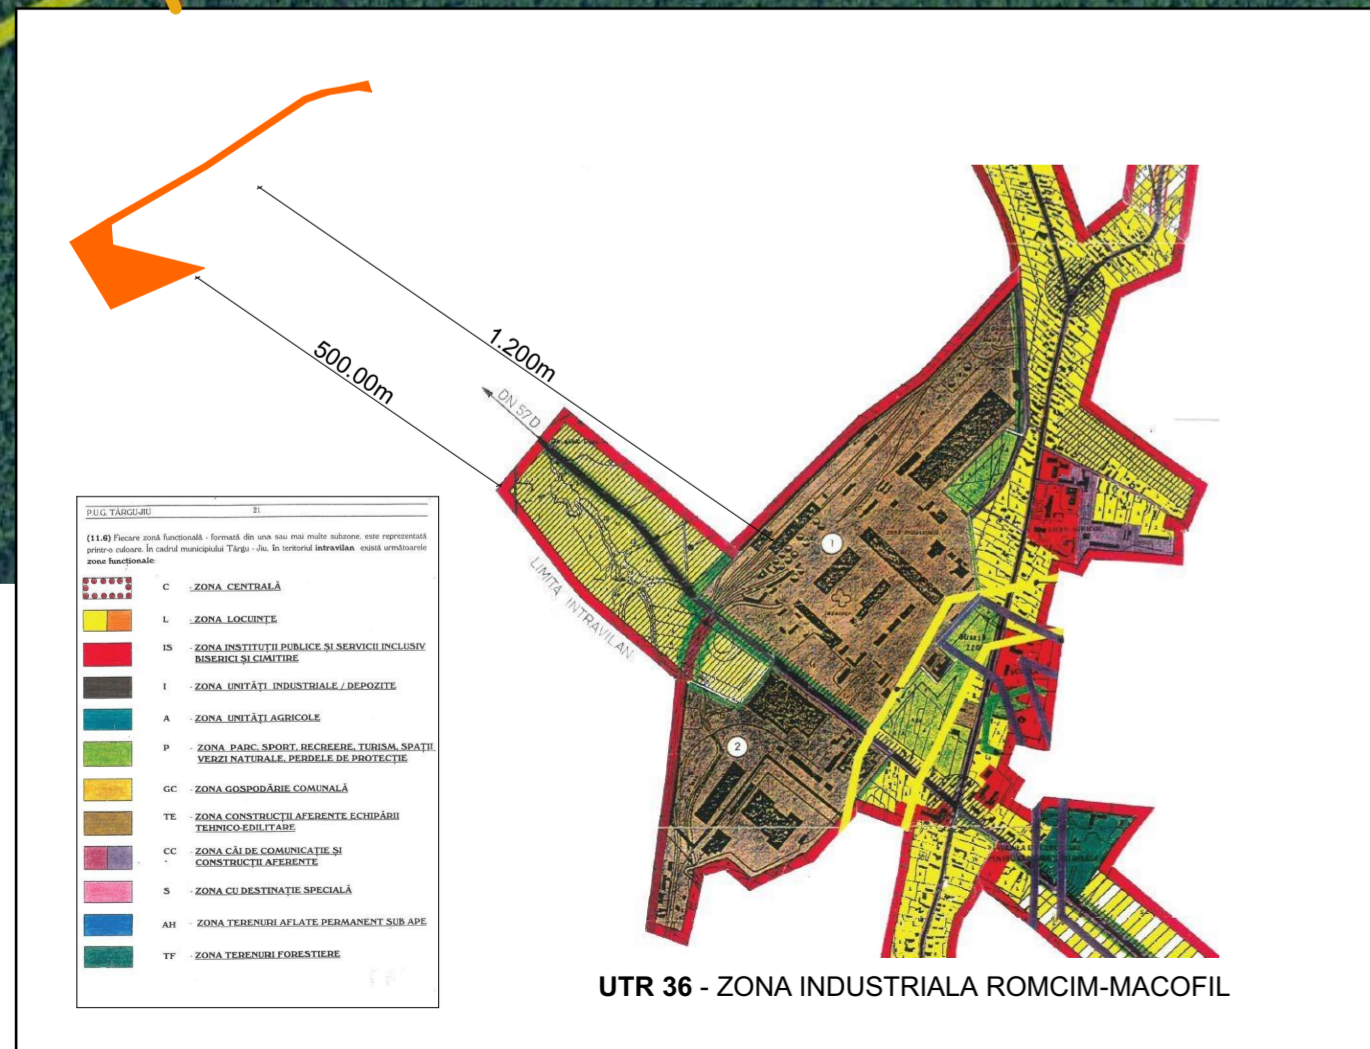 500.00m
1.200m
DN 57D
LIMITA INTRAVILAN
1
2
P.U.G. TÂRGU-JIU 21
(11.6) Fiecare zonă funcțională - formată din una sau mai multe subzone, este reprezentată
printr-o culoare. În cadrul municipiului Târgu - Jiu, în teritoriul intravilan există următoarele
zone funcționale:
C - ZONA CENTRALĂ
L - ZONA LOCUINȚE
IS - ZONA INSTITUȚII PUBLICE ȘI SERVICII INCLUSIV
BISERICI ȘI CIMITIRE
I - ZONA UNITĂȚI INDUSTRIALE / DEPOZITE
A - ZONA UNITĂȚI AGRICOLE
P - ZONA PARC, SPORT, RECREERE, TURISM, SPAȚII
VERZI NATURALE, PERDELE DE PROTECȚIE
GC - ZONA GOSPODĂRIE COMUNALĂ
TE - ZONA CONSTRUCȚII AFERENTE ECHIPĂRII
TEHNICO-EDILITARE
CC - ZONA CĂI DE COMUNICAȚIE ȘI
CONSTRUCȚII AFERENTE
S - ZONA CU DESTINAȚIE SPECIALĂ
AH - ZONA TERENURI AFLATE PERMANENT SUB APE
TF - ZONA TERENURI FORESTIERE
UTR 36 - ZONA INDUSTRIALA ROMCIM-MACOFIL